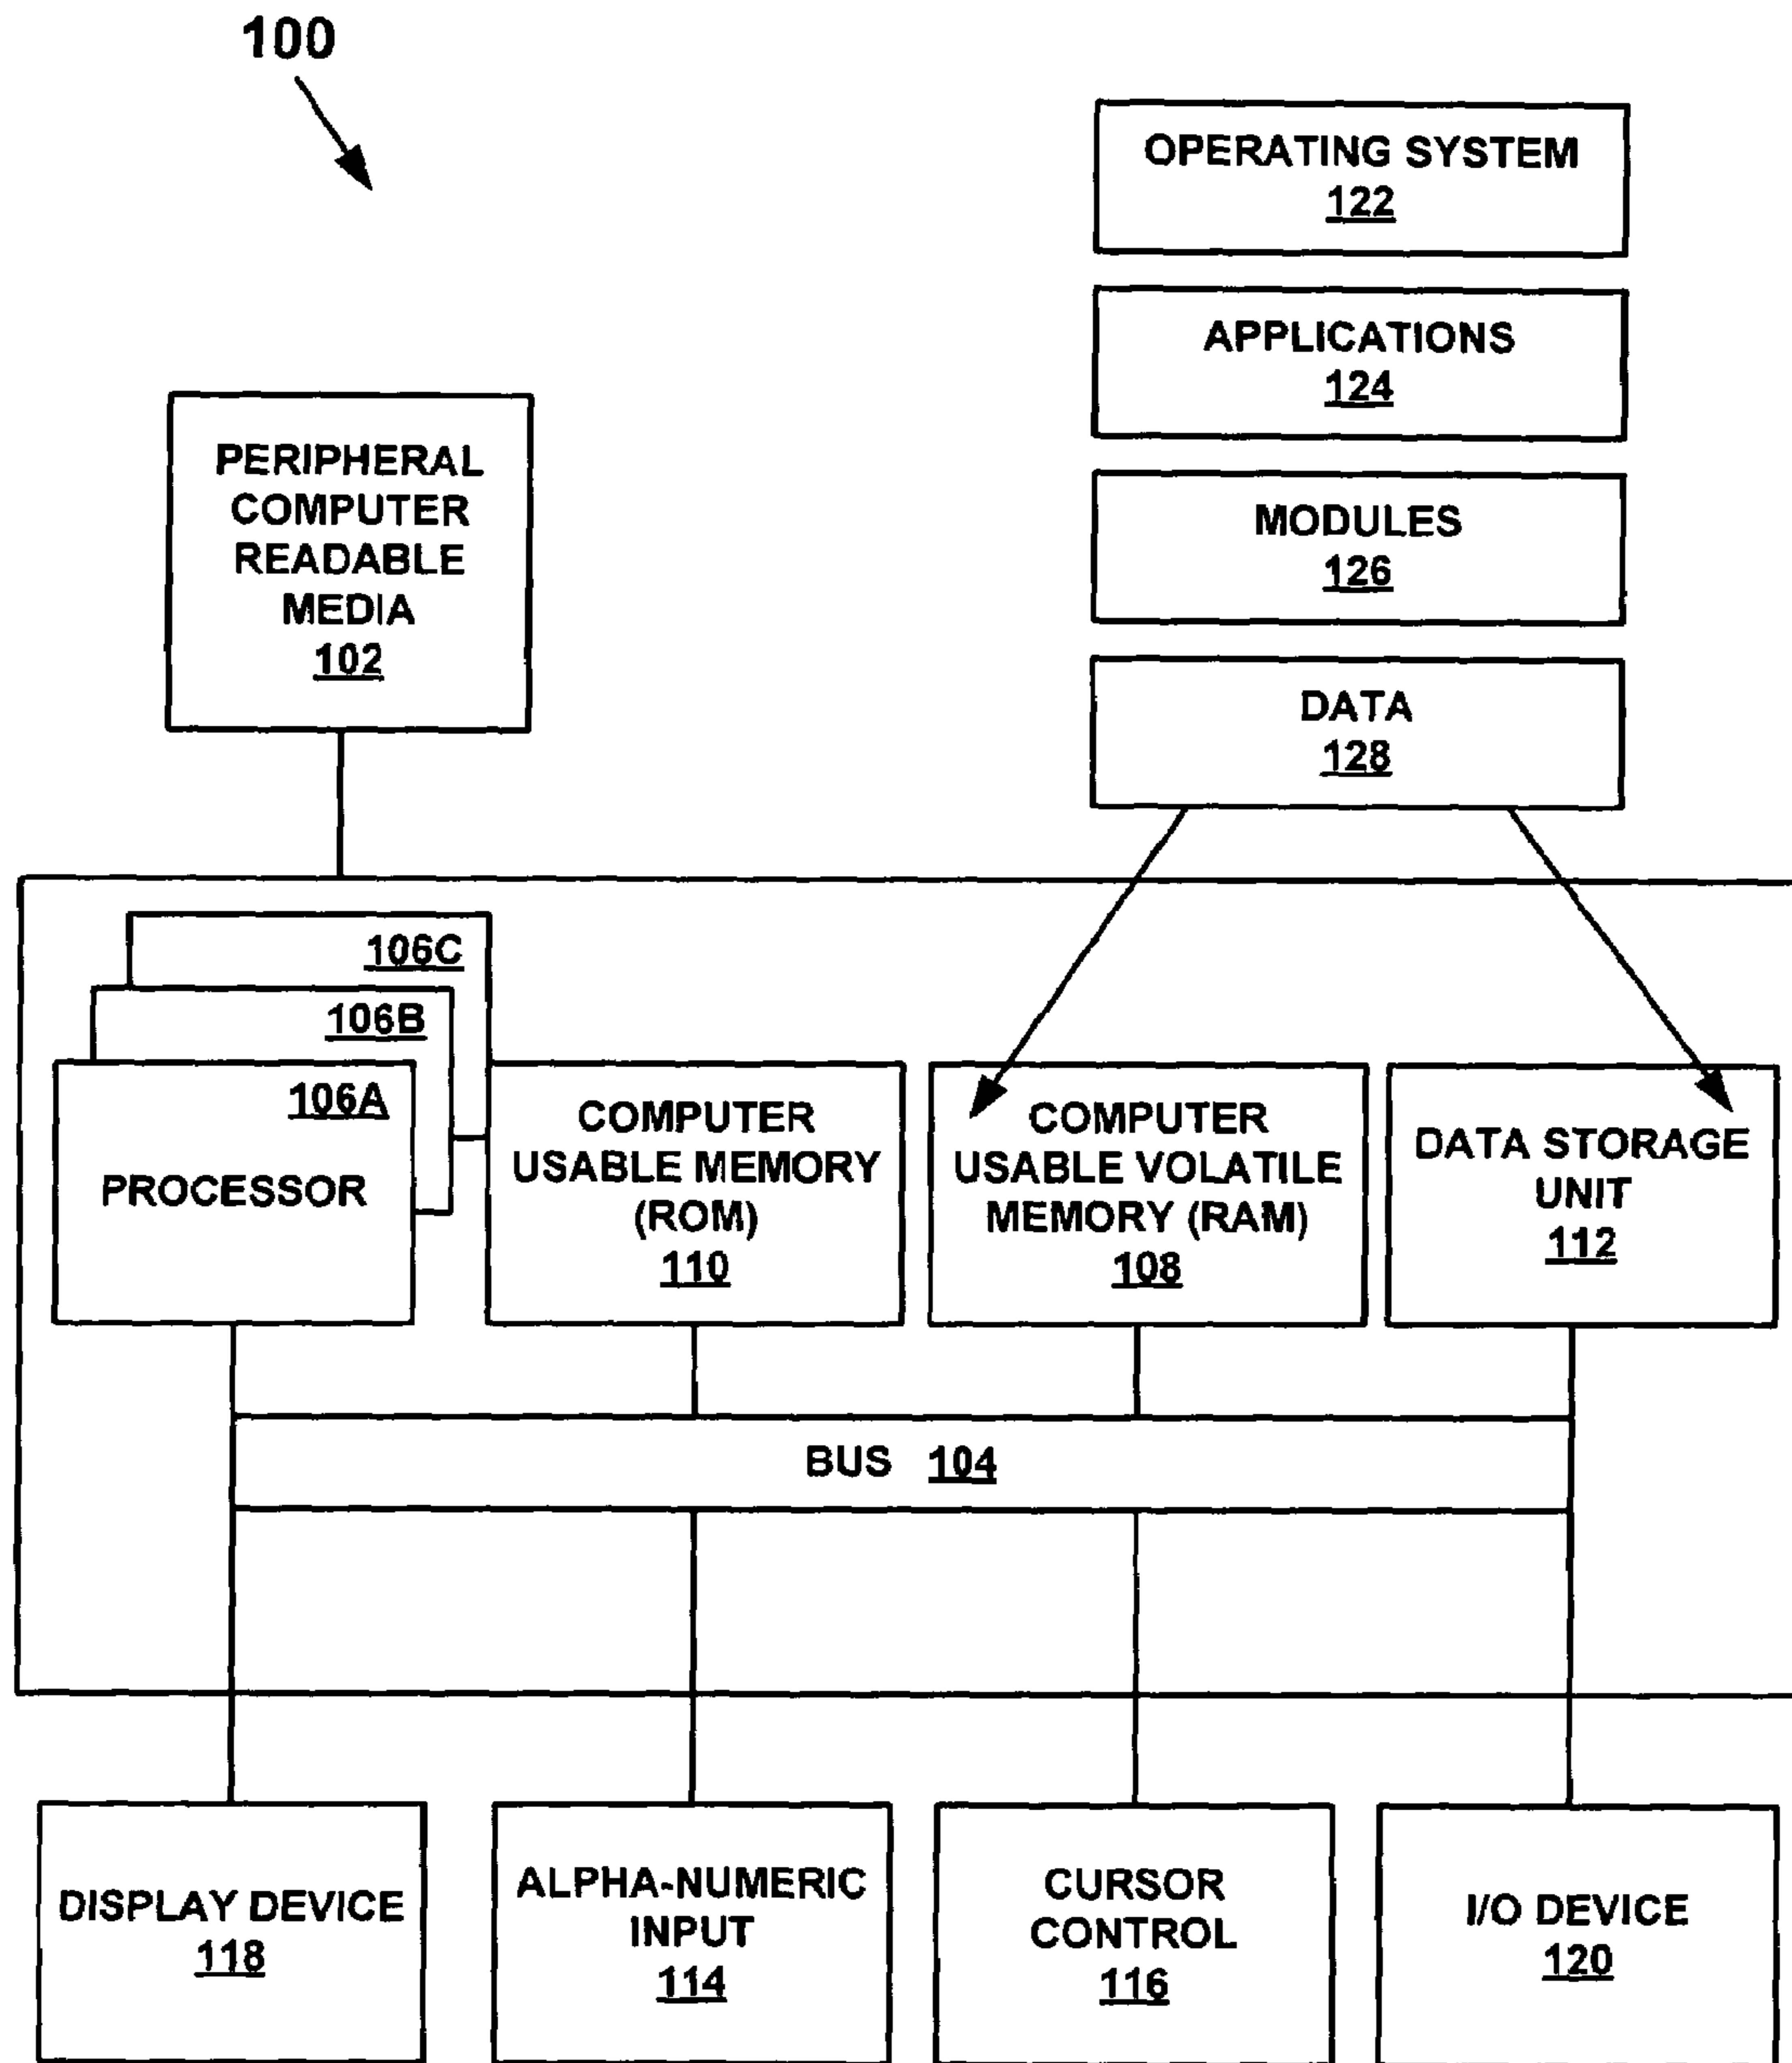 100
OPERATING SYSTEM
122
APPLICATIONS
124
PERIPHERAL
COMPUTER
READABLE
MEDIA
102
MODULES
126
DATA
128
106C
106B
106A
PROCESSOR
COMPUTER
USABLE MEMORY
(ROM)
110
COMPUTER
USABLE VOLATILE
MEMORY (RAM)
108
DATA STORAGE
UNIT
112
BUS 104
DISPLAY DEVICE
118
ALPHA-NUMERIC
INPUT
114
CURSOR
CONTROL
116
I/O DEVICE
120